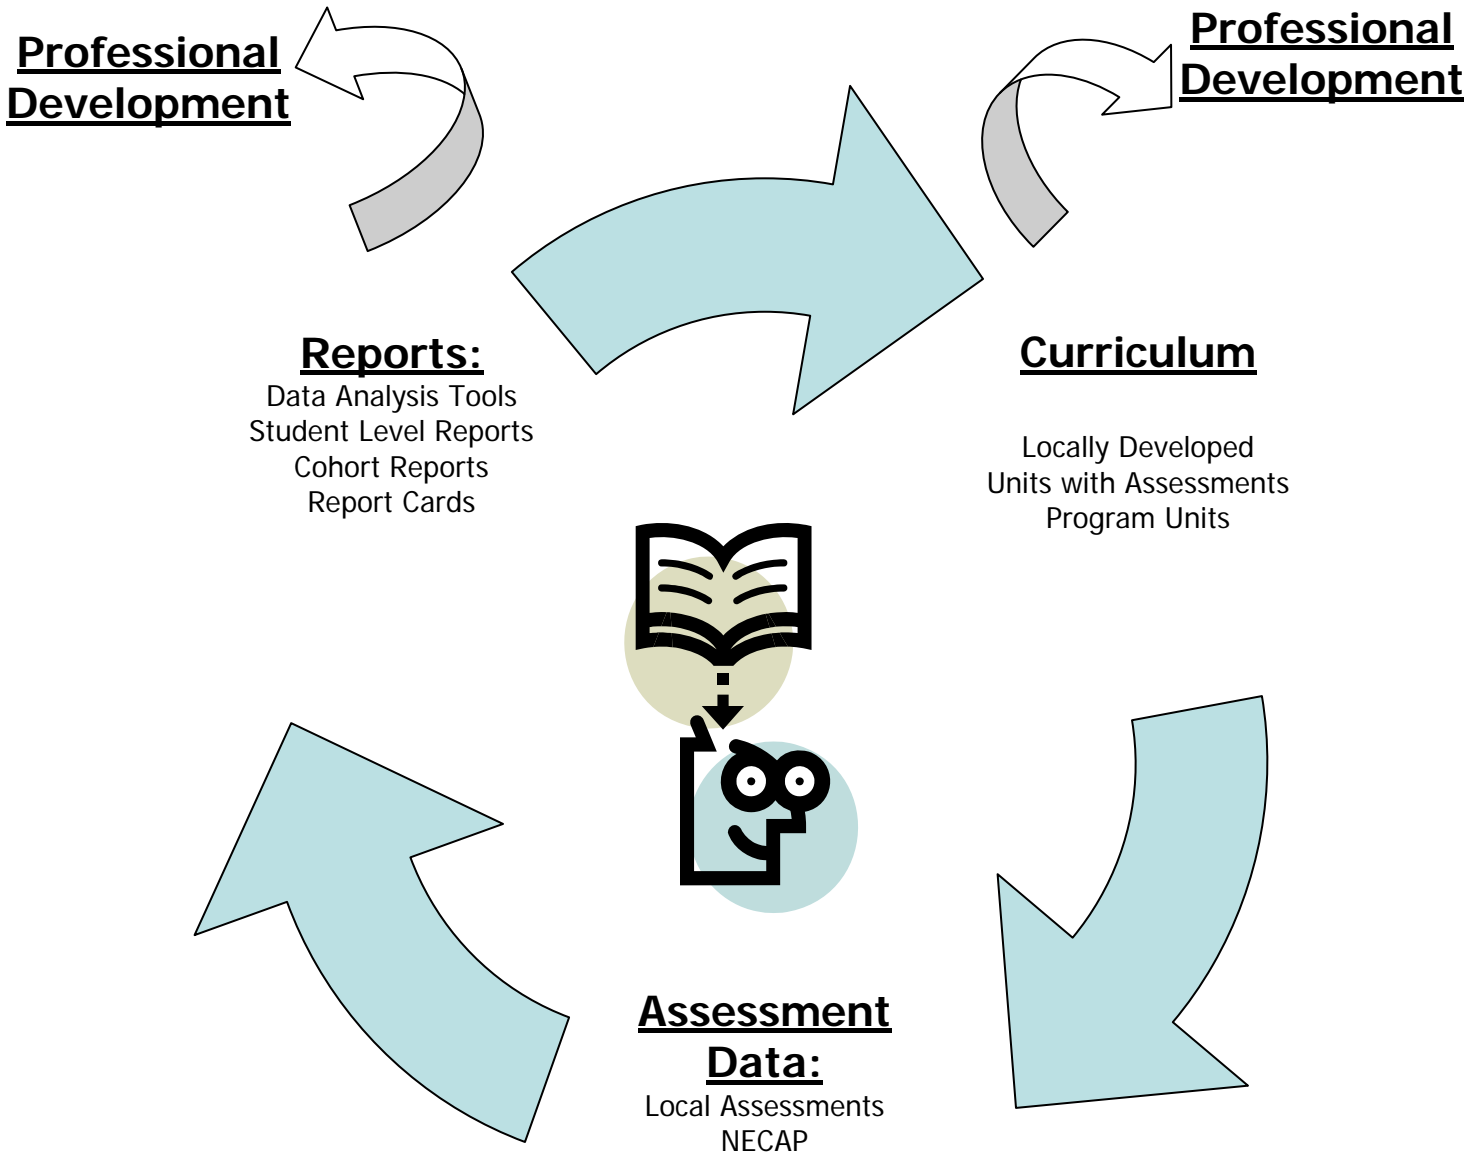 Professional
Development
Professional
Development
Reports:
Data Analysis Tools
Student Level Reports
Cohort Reports
Report Cards
Curriculum
Locally Developed
Units with Assessments
Program Units
Assessment
Data:
Local Assessments
NECAP